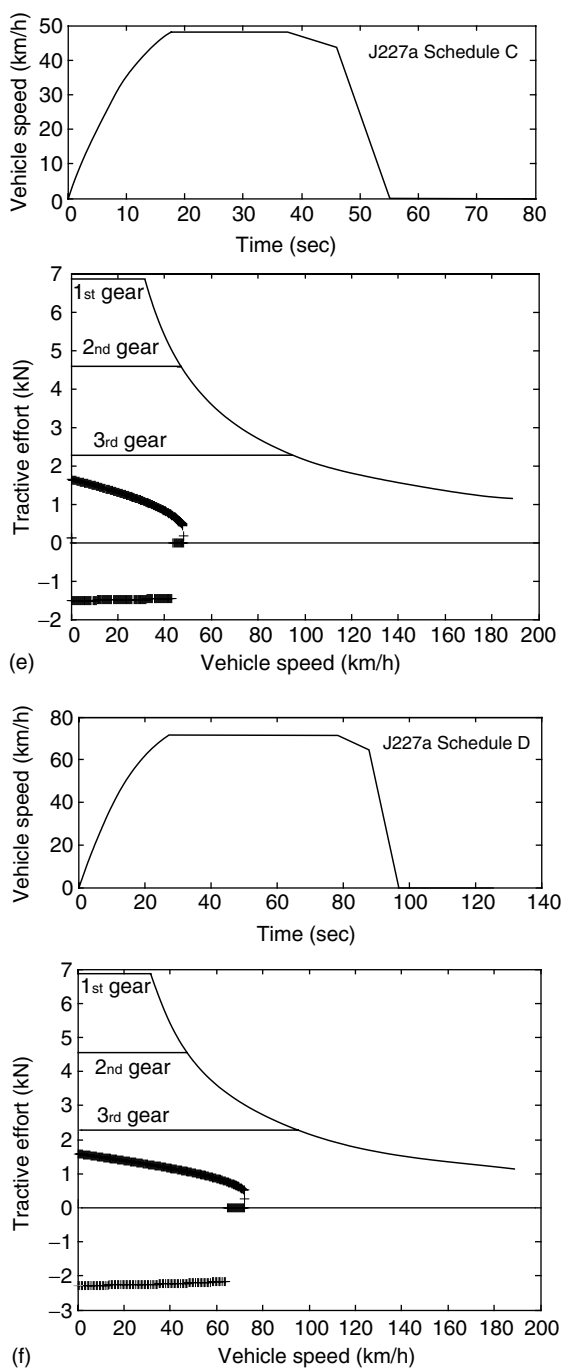 50
40
30
20
10
0
Vehicle speed (km/h)
J227a Schedule C
0 10 20 30 40 50 60 70 80
Time (sec)
7
6
5
4
3
2
1
0
−1
−2
Tractive effort (kN)
1st gear
2nd gear
3rd gear
0 20 40 60 80 100 120 140 160 180 200
(e)
Vehicle speed (km/h)
80
60
40
20
0
Vehicle speed (km/h)
J227a Schedule D
0 20 40 60 80 100 120 140
Time (sec)
7
6
5
4
3
2
1
0
−1
−2
−3
Tractive effort (kN)
1st gear
2nd gear
3rd gear
0 20 40 60 80 100 120 140 160 180 200
(f)
Vehicle speed (km/h)